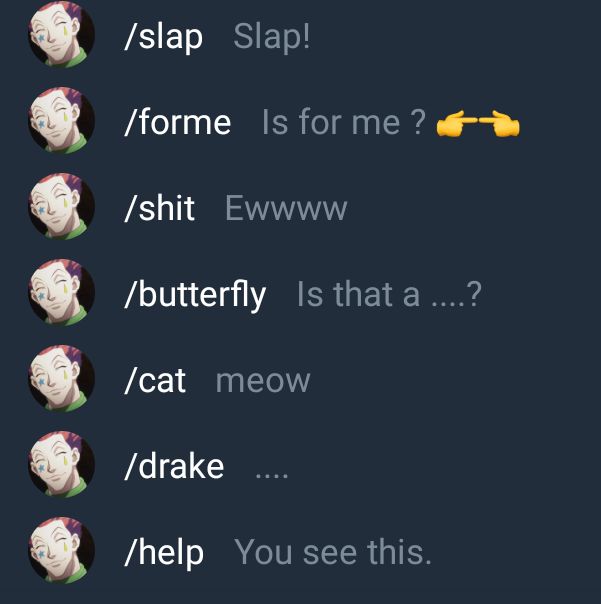 /slap Slap!
/forme Is for me ? 👉👈
/shit Ewwww
/butterfly Is that a ....?
/cat meow
/drake ....
/help You see this.